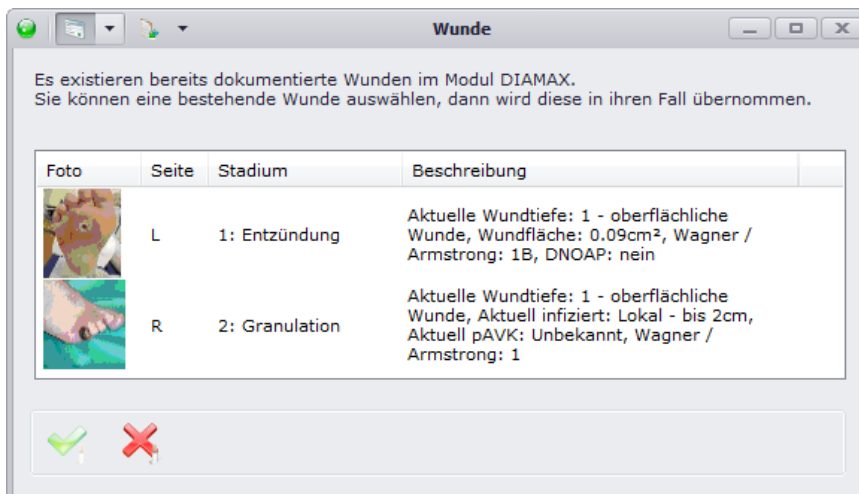 Wunde
Es existieren bereits dokumentierte Wunden im Modul DIAMAX.
Sie können eine bestehende Wunde auswählen, dann wird diese in ihren Fall übernommen.
Foto Seite Stadium Beschreibung
L 1: Entzündung Aktuelle Wundtiefe: 1 - oberflächliche
Wunde, Wundfläche: 0.09cm², Wagner /
Armstrong: 1B, DNOAP: nein
R 2: Granulation Aktuelle Wundtiefe: 1 - oberflächliche
Wunde, Aktuell infiziert: Lokal - bis 2cm,
Aktuell pAVK: Unbekannt, Wagner /
Armstrong: 1